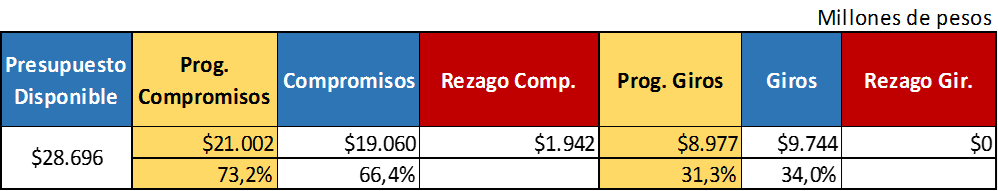 Millones de pesos
Presupuesto Disponible Prog. Compromisos Compromisos Rezago Comp. Prog. Giros Giros Rezago Gir.
$28.696 $21.002 $19.060 $1.942 $8.977 $9.744 $0
73,2% 66,4% 31,3% 34,0%